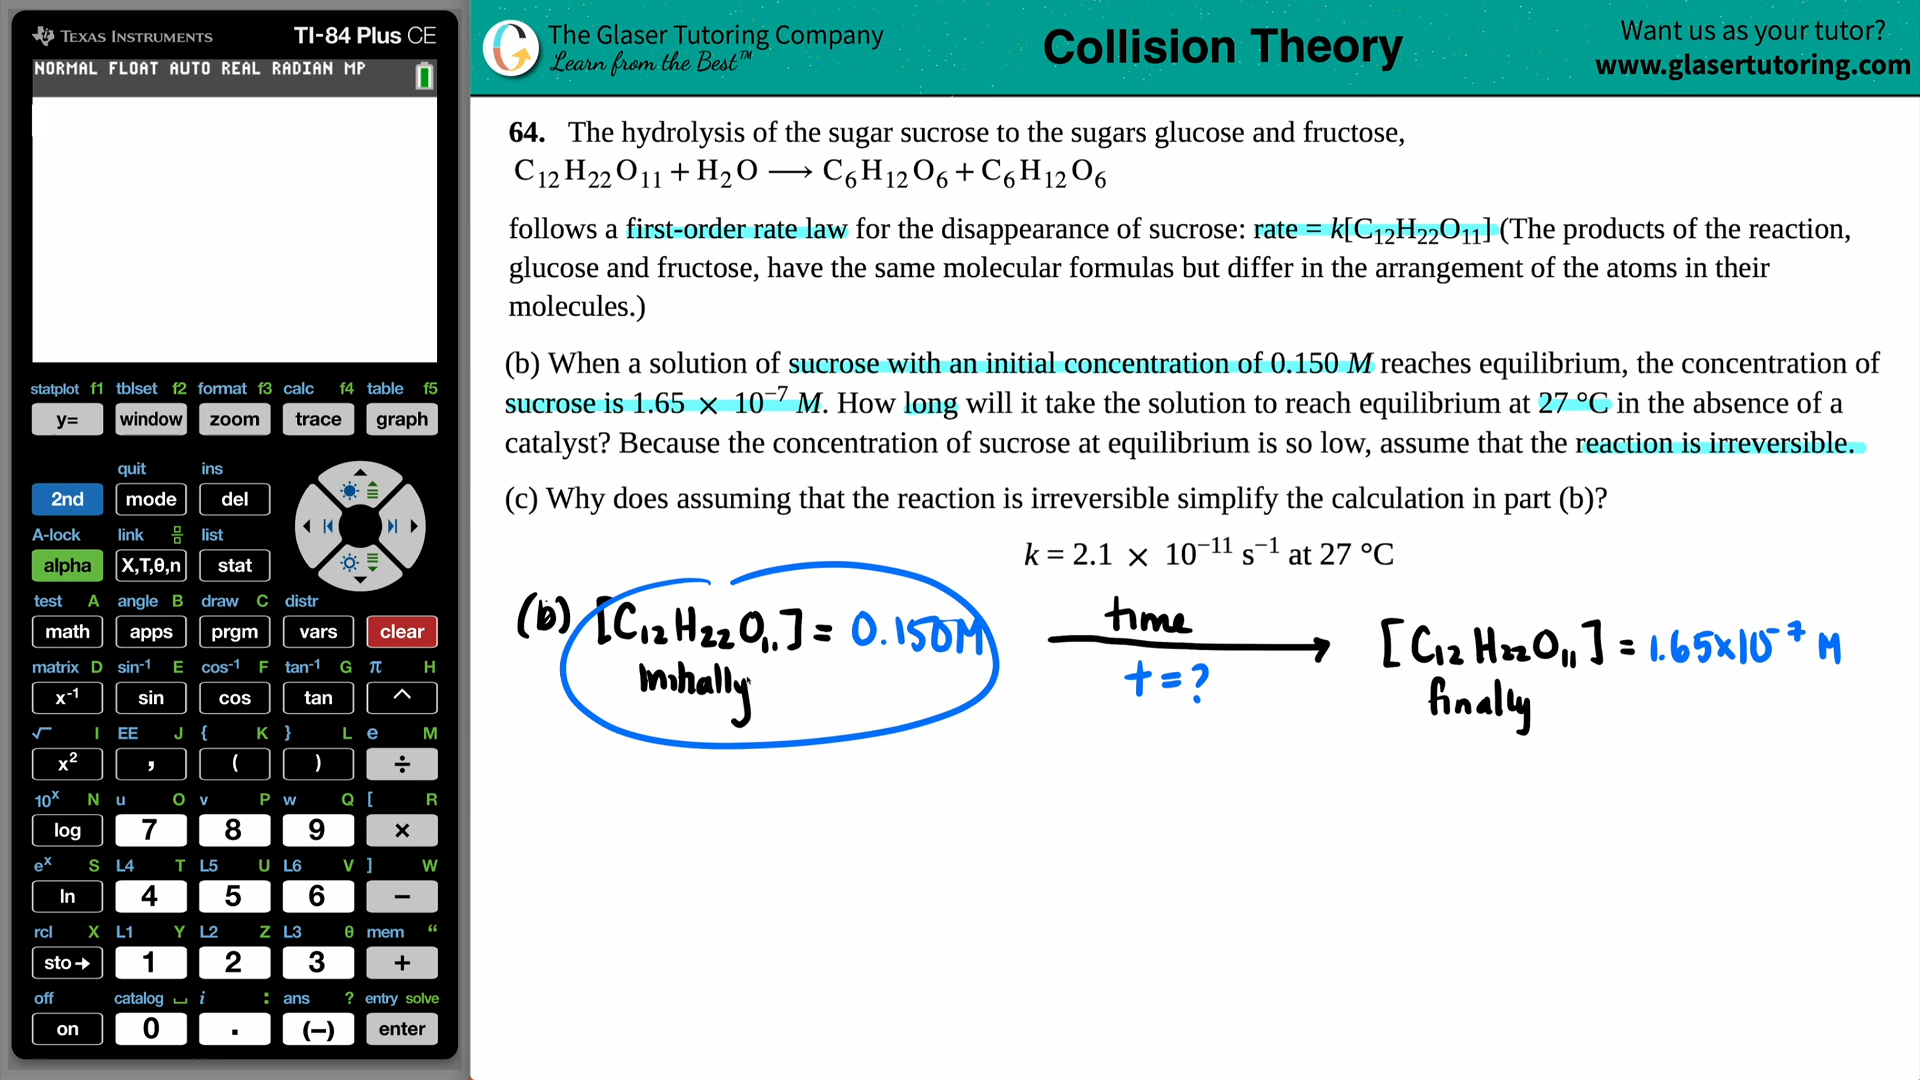 TEXAS INSTRUMENTS TI-84 Plus CE
NORMAL FLOAT AUTO REAL RADIAN MP
statplot f1 tblset f2 format f3 calc f4 table f5
y= window zoom trace graph
quit ins
2nd mode del
A-lock link list
alpha X,T,θ,n stat
test A angle B draw C distr
math apps prgm vars clear
matrix D sin⁻¹ E cos⁻¹ F tan⁻¹ G π H
x⁻¹ sin cos tan ^
√ I EE J { K } L e M
x² , ( ) ÷
10ˣ N u O v P w Q [ R
log 7 8 9 ×
eˣ S L4 T L5 U L6 V ] W
ln 4 5 6 −
rcl X L1 Y L2 Z L3 θ mem “
sto→ 1 2 3 +
off catalog ⎵ i : ans ? entry solve
on 0 . (−) enter
The Glaser Tutoring Company
Learn from the Best™
Collision Theory
Want us as your tutor?
www.glasertutoring.com
64. The hydrolysis of the sugar sucrose to the sugars glucose and fructose,
C₁₂H₂₂O₁₁ + H₂O ⟶ C₆H₁₂O₆ + C₆H₁₂O₆
follows a first-order rate law for the disappearance of sucrose: rate = k[C₁₂H₂₂O₁₁] (The products of the reaction,
glucose and fructose, have the same molecular formulas but differ in the arrangement of the atoms in their
molecules.)
(b) When a solution of sucrose with an initial concentration of 0.150 M reaches equilibrium, the concentration of
sucrose is 1.65 × 10⁻⁷ M. How long will it take the solution to reach equilibrium at 27 °C in the absence of a
catalyst? Because the concentration of sucrose at equilibrium is so low, assume that the reaction is irreversible.
(c) Why does assuming that the reaction is irreversible simplify the calculation in part (b)?
k = 2.1 × 10⁻¹¹ s⁻¹ at 27 °C
(b) [C₁₂H₂₂O₁₁] = 0.150M
initially
time
t = ?
[C₁₂H₂₂O₁₁] = 1.65x10⁻⁷ M
finally